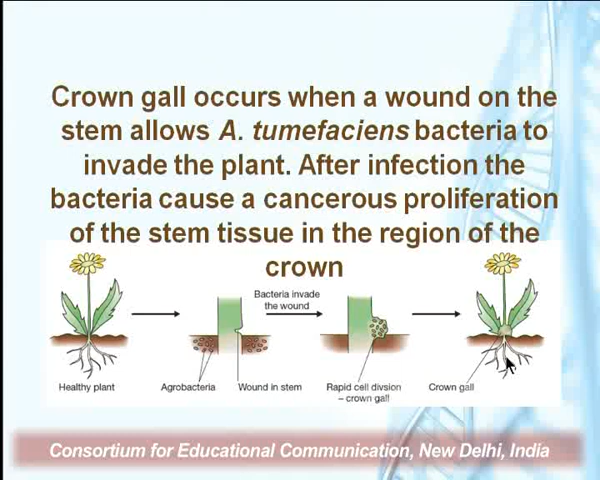 Crown gall occurs when a wound on the
stem allows A. tumefaciens bacteria to
invade the plant. After infection the
bacteria cause a cancerous proliferation
of the stem tissue in the region of the
crown
Bacteria invade
the wound
Healthy plant
Agrobacteria
Wound in stem
Rapid cell divsion
– crown gall
Crown gall
Consortium for Educational Communication, New Delhi, India